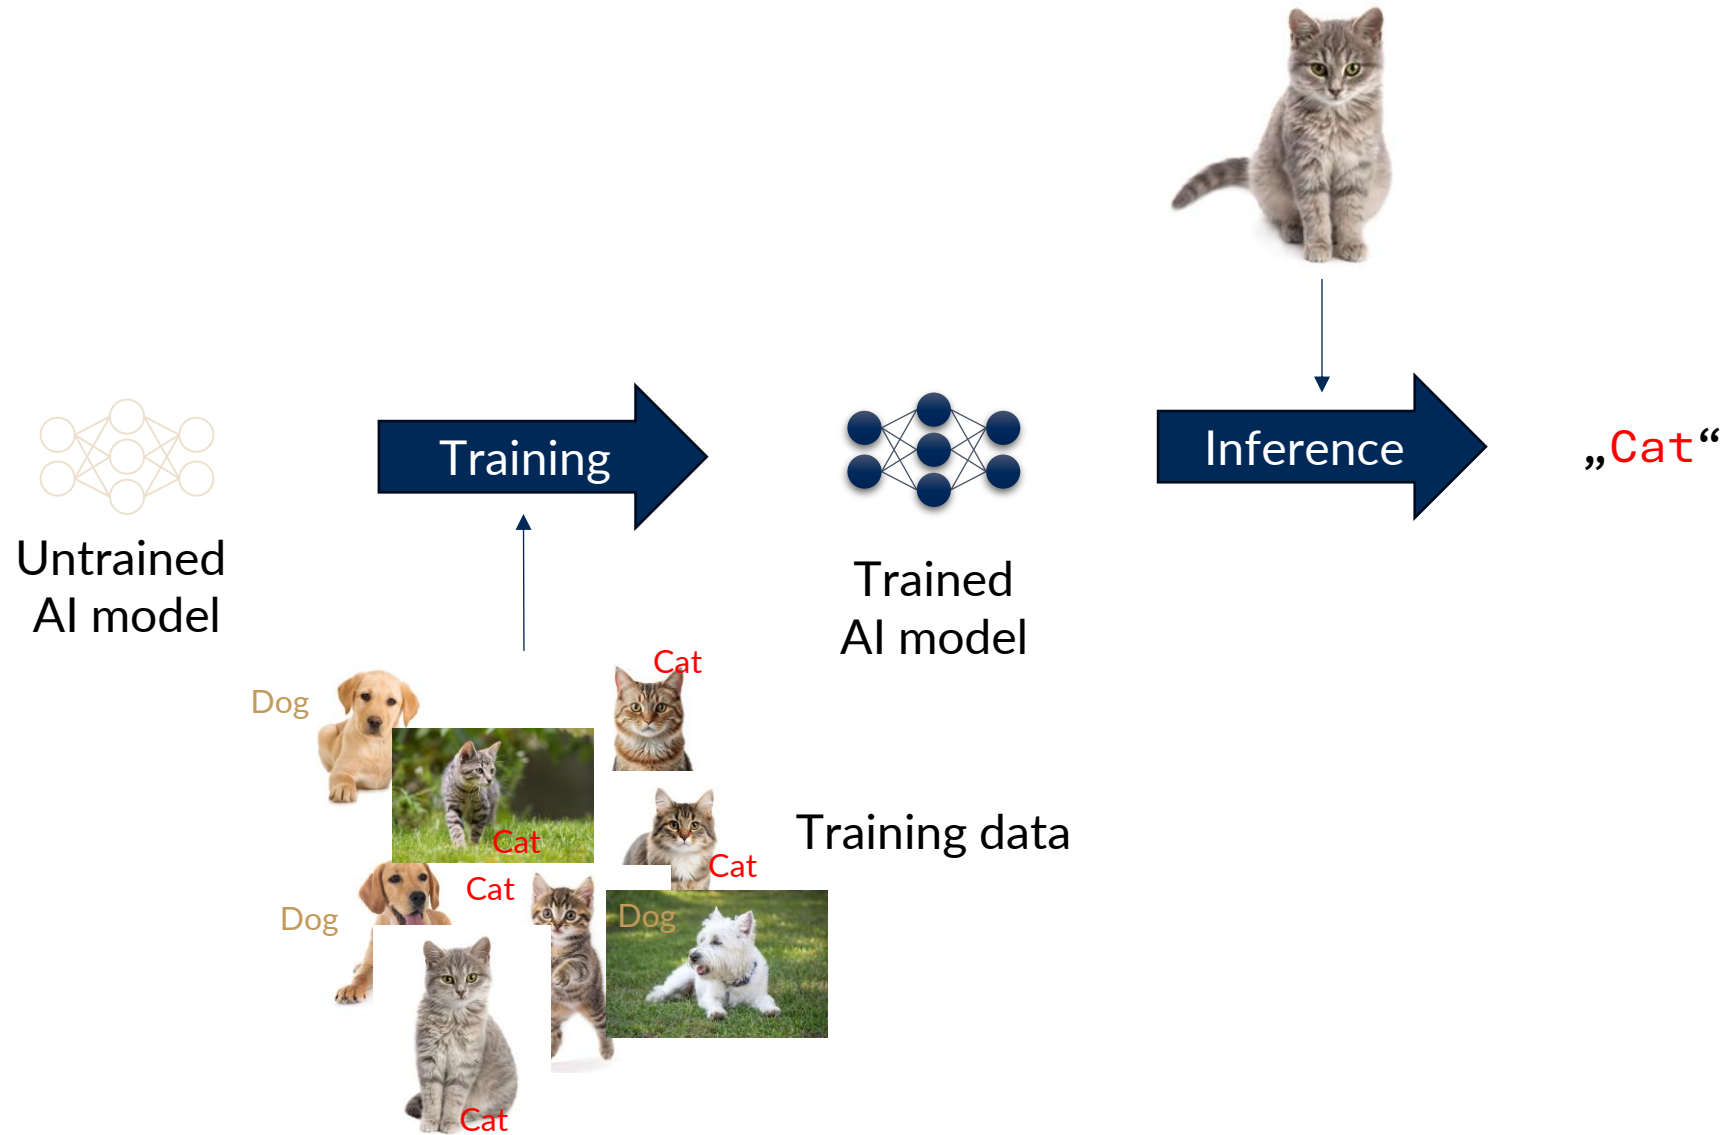 Training
Inference
„Cat“
Untrained
AI model
Trained
AI model
Cat
Dog
Cat
Training data
Cat
Cat
Dog
Dog
Cat